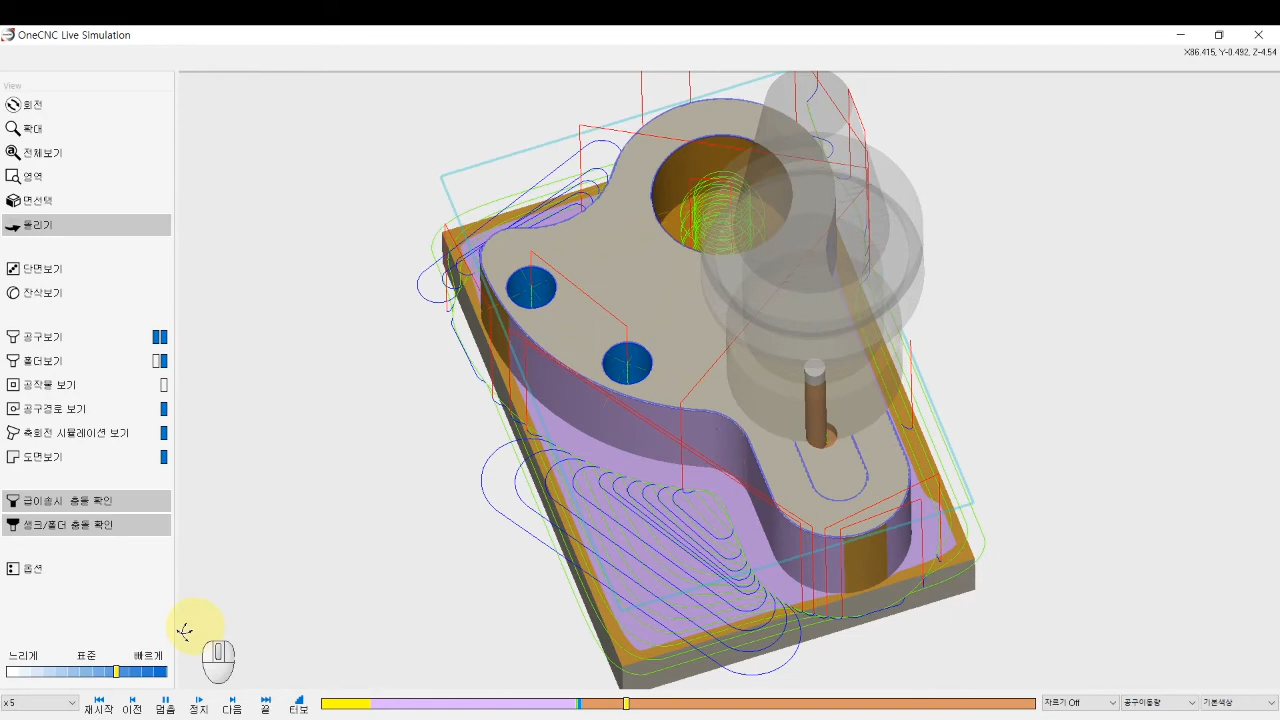 OneCNC Live Simulation
X86.415, Y-0.492, Z-4.54
View
회전
확대
전체보기
영역
면선택
돌리기
단면보기
잔삭보기
공구보기
폴더보기
공작물 보기
공구경로 보기
축회전 시뮬레이션 보기
도면보기
급이송시 충돌 확인
생크/홀더 충돌 확인
옵션
느리게 표준 빠르게
x 5 재시작 이전 멈춤 정지 다음 끝 터보 자르기 Off 공구이동량 기본색상